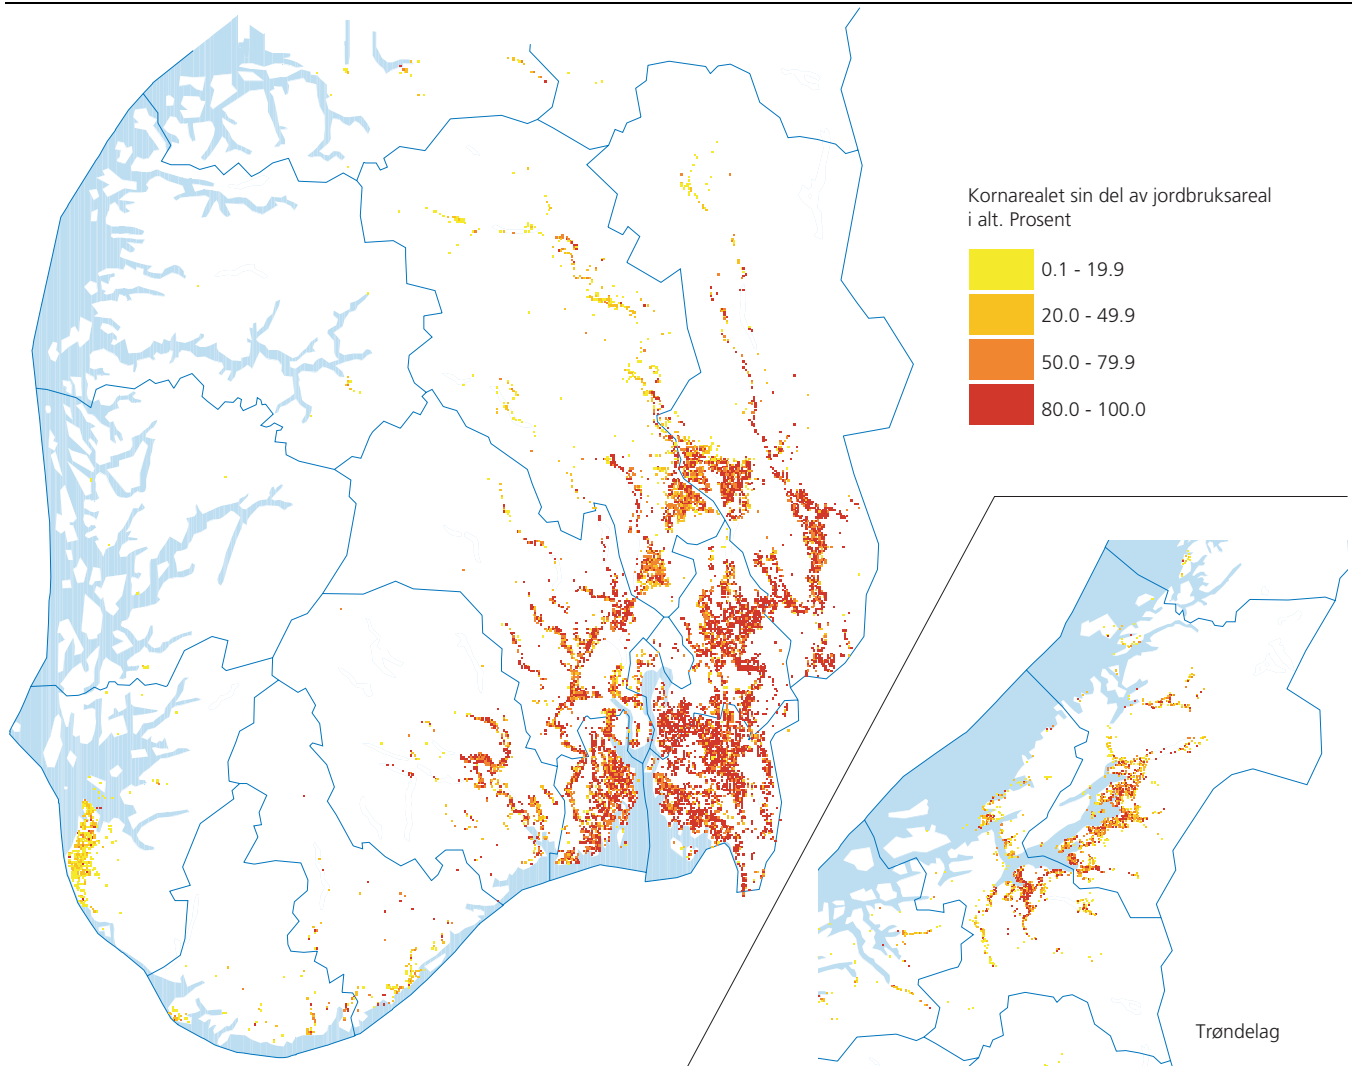 Kornarealet sin del av jordbruksareal
i alt. Prosent
0.1 - 19.9
20.0 - 49.9
50.0 - 79.9
80.0 - 100.0
Trøndelag